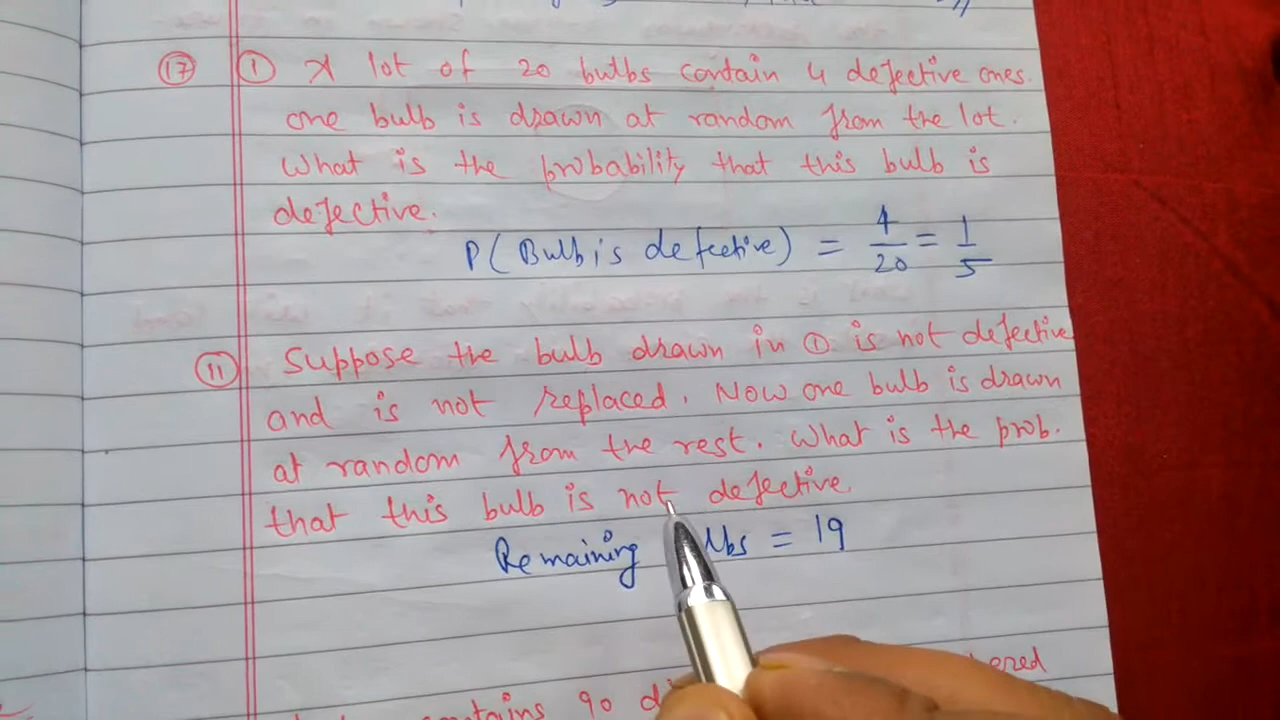 17 i A lot of 20 bulbs contain 4 defective ones.
one bulb is drawn at random from the lot.
What is the probability that this bulb is
defective.
P(Bulb is defective) = 4/20 = 1/5
ii Suppose the bulb drawn in i is not defective
and is not replaced. Now one bulb is drawn
at random from the rest. What is the prob.
that this bulb is not defective.
Remaining = 19
90